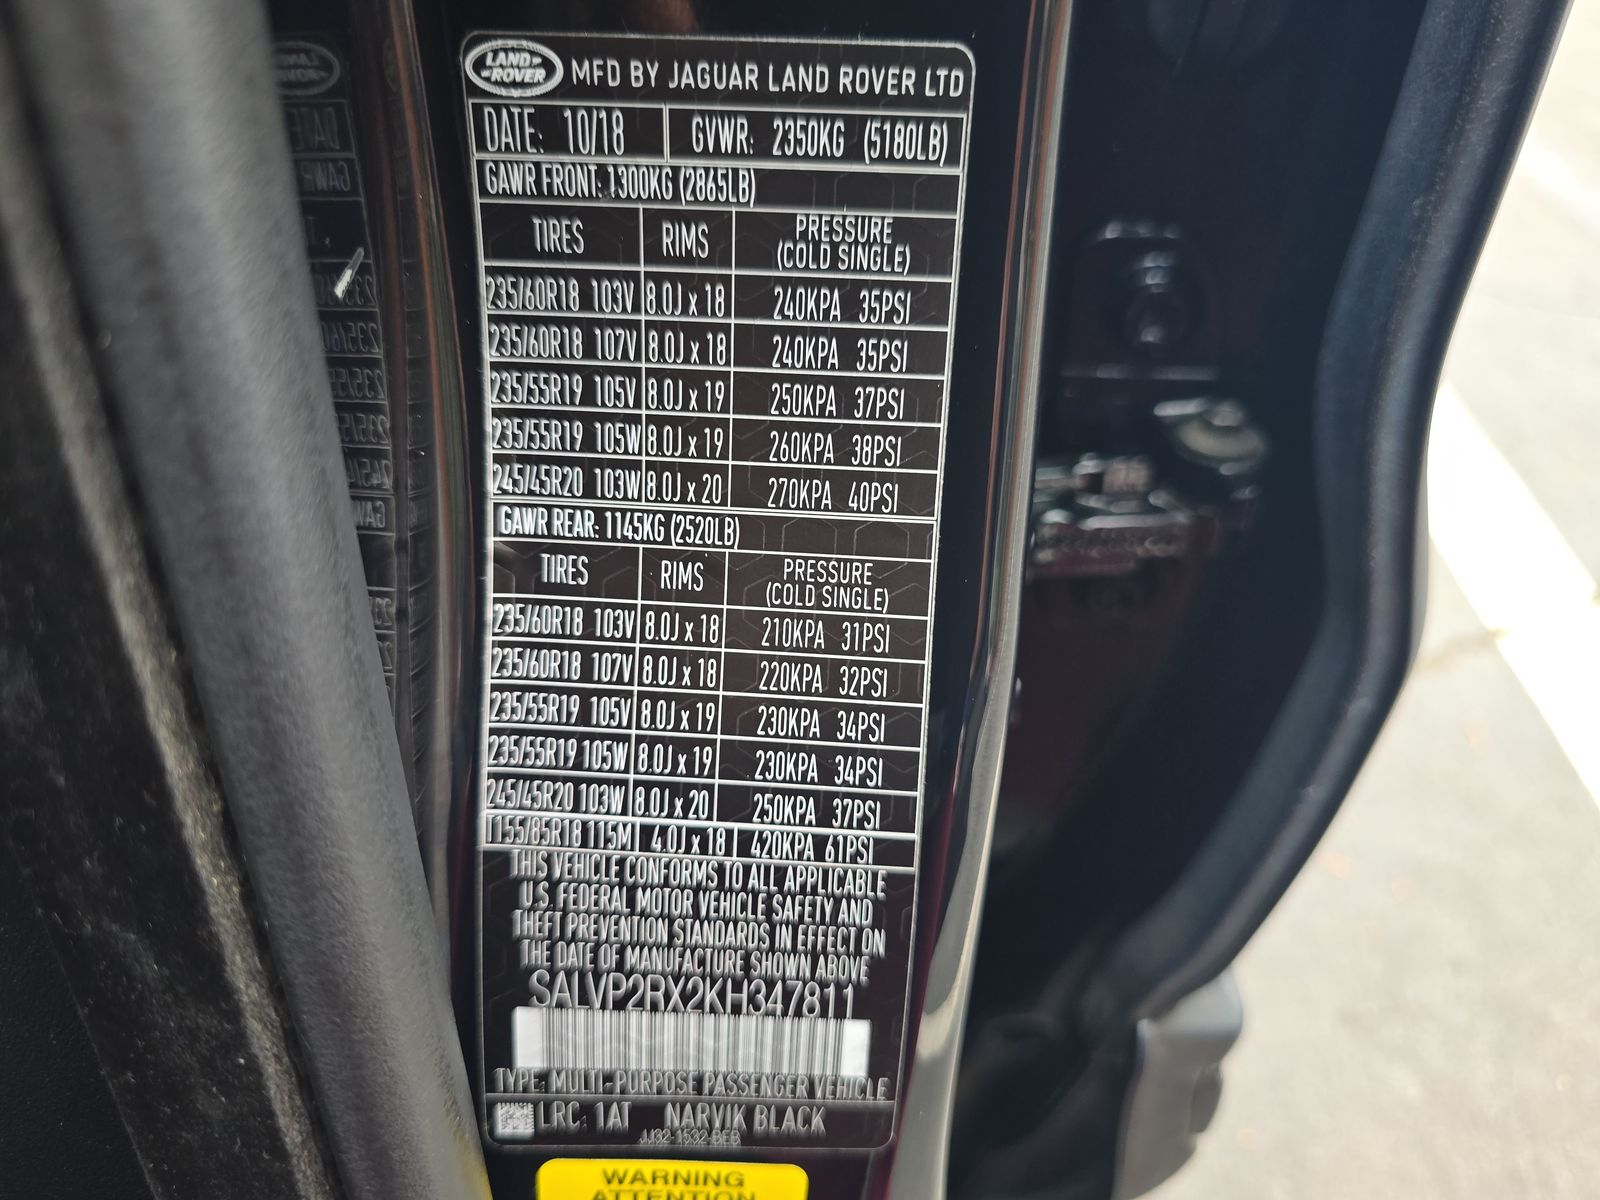 LAND-
-ROVER
MFD BY JAGUAR LAND ROVER LTD
DATE: 10/18 GVWR: 2350KG (5180LB)
GAWR FRONT: 1300KG (2865LB)
TIRES RIMS PRESSURE (COLD SINGLE)
235/60R18 103V 8.0J x 18 240KPA 35PSI
235/60R18 107V 8.0J x 18 240KPA 35PSI
235/55R19 105V 8.0J x 19 250KPA 37PSI
235/55R19 105W 8.0J x 19 260KPA 38PSI
245/45R20 103W 8.0J x 20 270KPA 40PSI
GAWR REAR: 1145KG (2520LB)
TIRES RIMS PRESSURE (COLD SINGLE)
235/60R18 103V 8.0J x 18 210KPA 31PSI
235/60R18 107V 8.0J x 18 220KPA 32PSI
235/55R19 105V 8.0J x 19 230KPA 34PSI
235/55R19 105W 8.0J x 19 230KPA 34PSI
245/45R20 103W 8.0J x 20 250KPA 37PSI
T155/85R18 115M 4.0J x 18 420KPA 61PSI
THIS VEHICLE CONFORMS TO ALL APPLICABLE
U.S. FEDERAL MOTOR VEHICLE SAFETY AND
THEFT PREVENTION STANDARDS IN EFFECT ON
THE DATE OF MANUFACTURE SHOWN ABOVE
SALVP2RX2KH347811
TYPE: MULTI-PURPOSE PASSENGER VEHICLE
LRC: 1AT NARVIK BLACK
JJ32-1532-BEB
WARNING
ATTENTION